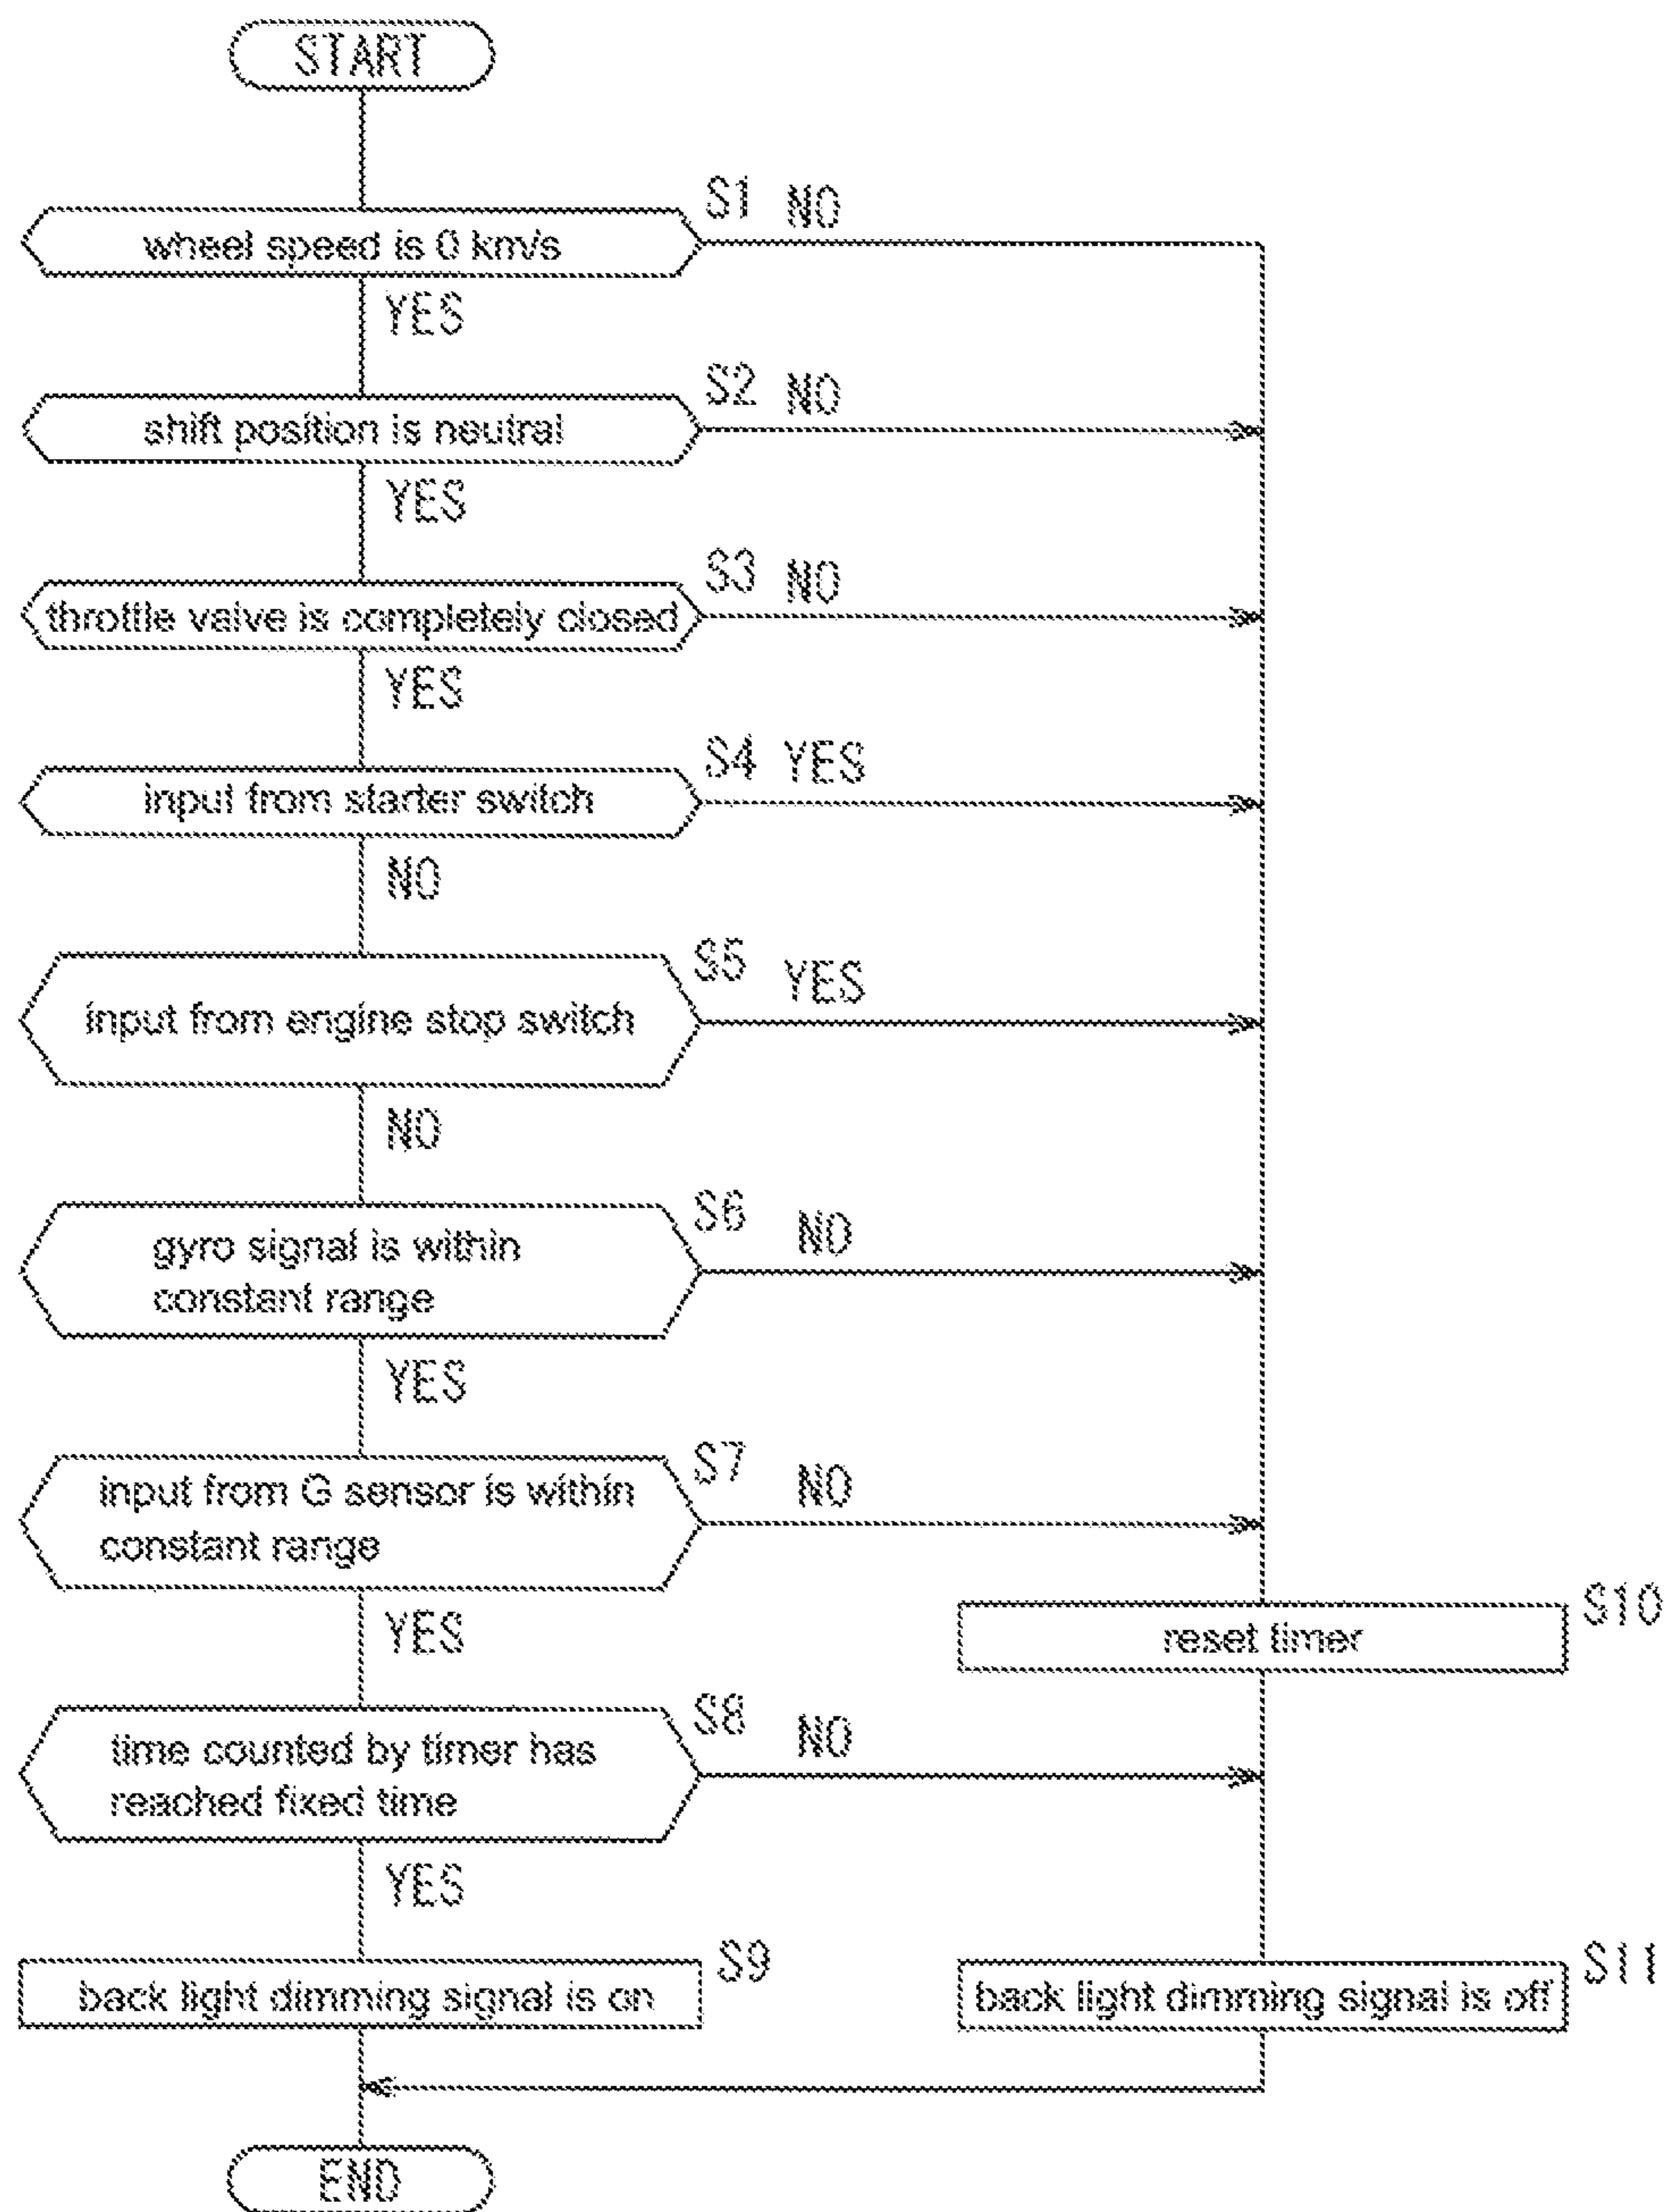 START
S1 NO
wheel speed is 0 km/s
YES
S2 NO
shift position is neutral
YES
S3 NO
throttle valve is completely closed
YES
S4 YES
input from starter switch
NO
S5 YES
input from engine stop switch
NO
S6 NO
gyro signal is within
constant range
YES
S7 NO
input from G sensor is within
constant range
YES
S10
reset timer
S8 NO
time counted by timer has
reached fixed time
YES
S9
back light dimming signal is on
S11
back light dimming signal is off
END